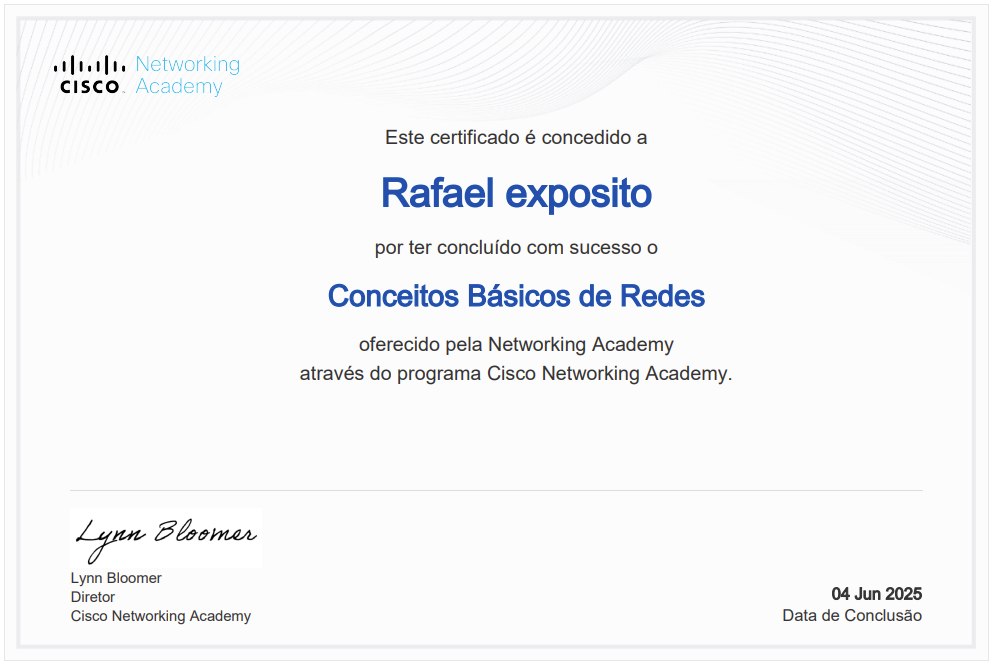 Networking
CISCO Academy
Este certificado é concedido a
Rafael exposito
por ter concluído com sucesso o
Conceitos Básicos de Redes
oferecido pela Networking Academy
através do programa Cisco Networking Academy.
Lynn Bloomer
Lynn Bloomer
Diretor
Cisco Networking Academy
04 Jun 2025
Data de Conclusão